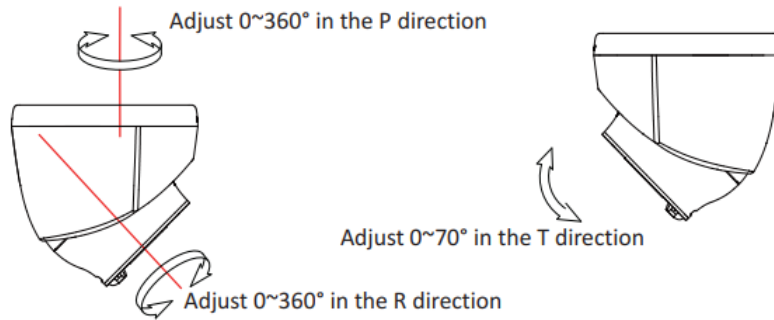 Adjust 0~360° in the P direction
Adjust 0~70° in the T direction
Adjust 0~360° in the R direction